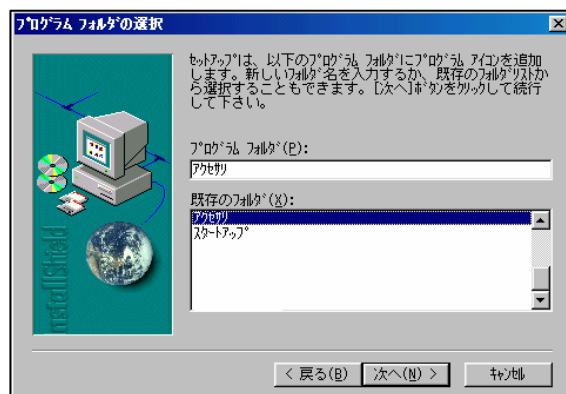 ﾌﾟﾛｸﾞﾗﾑ ﾌｫﾙﾀﾞの選択
ｾｯﾄｱｯﾌﾟは、以下のﾌﾟﾛｸﾞﾗﾑ ﾌｫﾙﾀﾞにﾌﾟﾛｸﾞﾗﾑ ｱｲｺﾝを追加
します。新しいﾌｫﾙﾀﾞ名を入力するか、既存のﾌｫﾙﾀﾞﾘｽﾄか
ら選択することもできます。[次へ]ﾎﾞﾀﾝをｸﾘｯｸして続行
して下さい。
ﾌﾟﾛｸﾞﾗﾑ ﾌｫﾙﾀﾞ(P):
ｱｸｾｻﾘ
既存のﾌｫﾙﾀﾞ(X):
ｱｸｾｻﾘ
ｽﾀｰﾄｱｯﾌﾟ
InstallShield
< 戻る(B)
次へ(N) >
ｷｬﾝｾﾙ